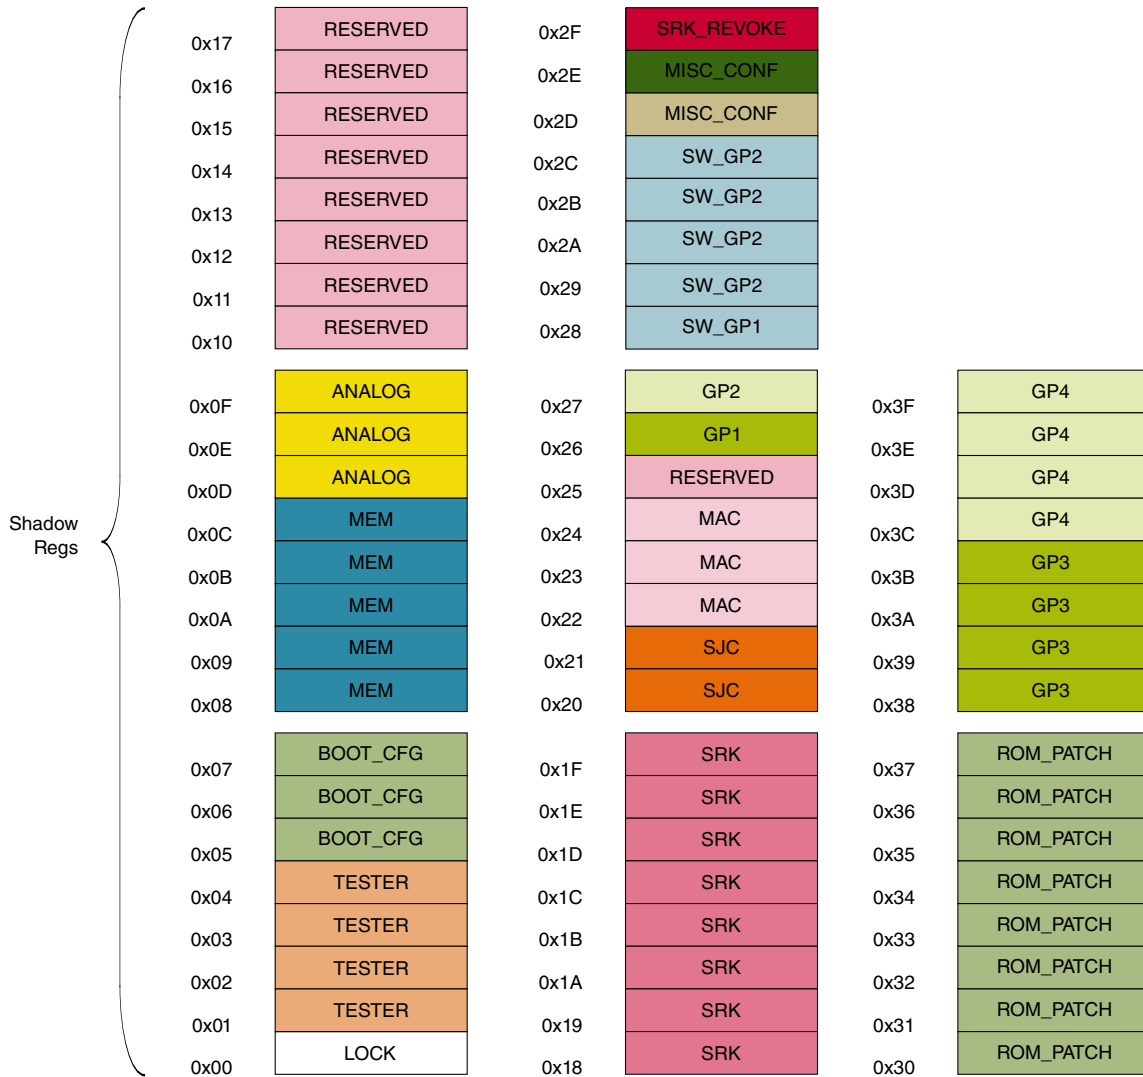 0x17 RESERVED 0x2F SRK_REVOKE
0x16 RESERVED 0x2E MISC_CONF
0x15 RESERVED 0x2D MISC_CONF
0x14 RESERVED 0x2C SW_GP2
0x13 RESERVED 0x2B SW_GP2
0x12 RESERVED 0x2A SW_GP2
0x11 RESERVED 0x29 SW_GP2
0x10 RESERVED 0x28 SW_GP1
0x0F ANALOG 0x27 GP2 0x3F GP4
0x0E ANALOG 0x26 GP1 0x3E GP4
0x0D ANALOG 0x25 RESERVED 0x3D GP4
Shadow
Regs
0x0C MEM 0x24 MAC 0x3C GP4
0x0B MEM 0x23 MAC 0x3B GP3
0x0A MEM 0x22 MAC 0x3A GP3
0x09 MEM 0x21 SJC 0x39 GP3
0x08 MEM 0x20 SJC 0x38 GP3
0x07 BOOT_CFG 0x1F SRK 0x37 ROM_PATCH
0x06 BOOT_CFG 0x1E SRK 0x36 ROM_PATCH
0x05 BOOT_CFG 0x1D SRK 0x35 ROM_PATCH
0x04 TESTER 0x1C SRK 0x34 ROM_PATCH
0x03 TESTER 0x1B SRK 0x33 ROM_PATCH
0x02 TESTER 0x1A SRK 0x32 ROM_PATCH
0x01 TESTER 0x19 SRK 0x31 ROM_PATCH
0x00 LOCK 0x18 SRK 0x30 ROM_PATCH